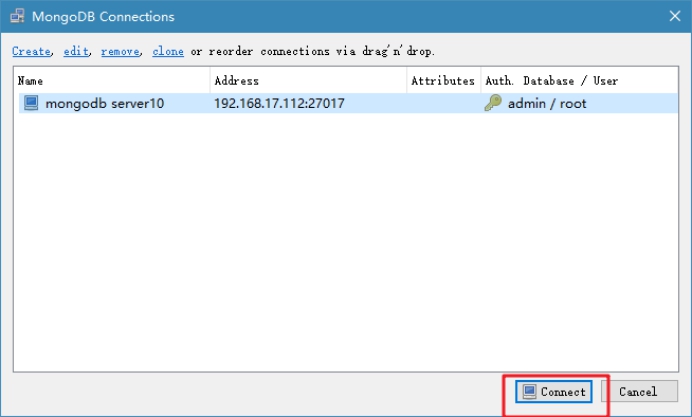 MongoDB Connections
Create, edit, remove, clone or reorder connections via drag'n'drop.
Name Address Attributes Auth. Database / User
mongodb server10 192.168.17.112:27017 admin / root
Connect Cancel